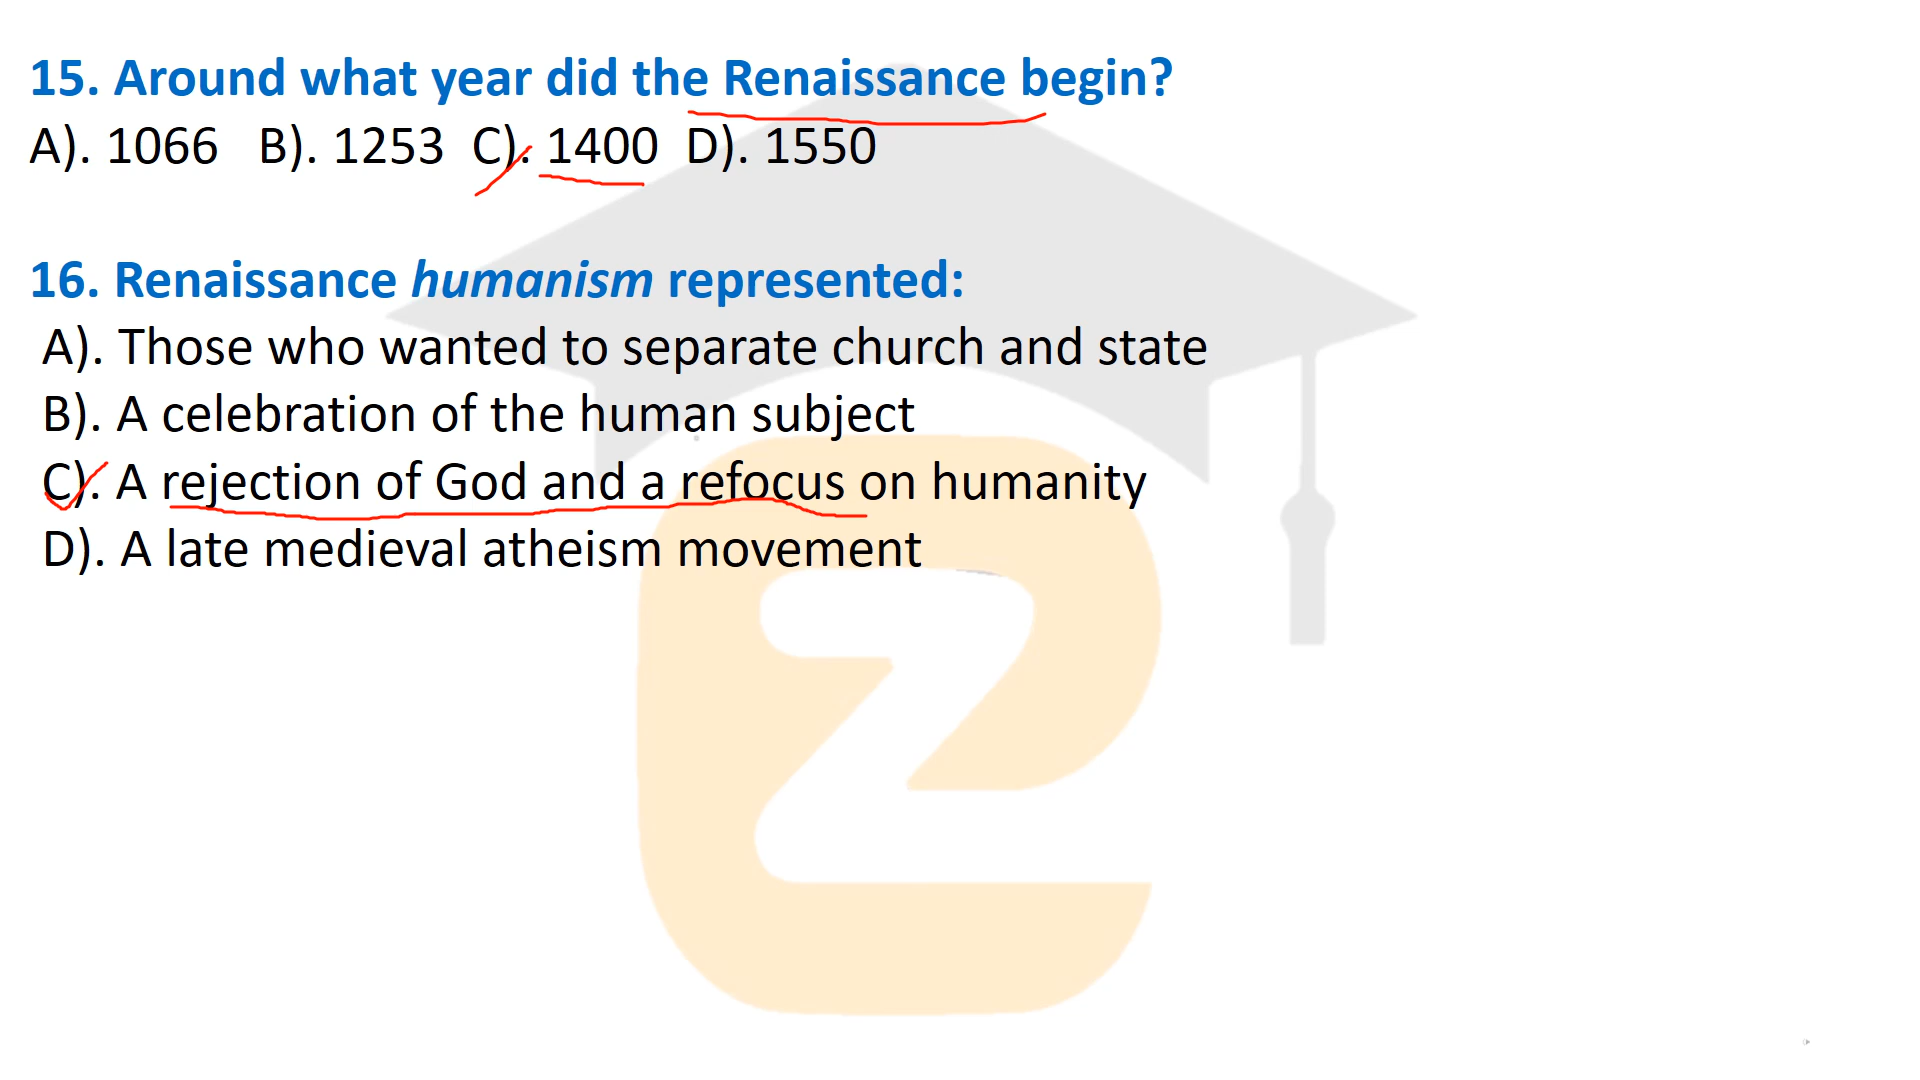 15. Around what year did the Renaissance begin?
A). 1066 B). 1253 C). 1400 D). 1550
16. Renaissance humanism represented:
A). Those who wanted to separate church and state
B). A celebration of the human subject
C). A rejection of God and a refocus on humanity
D). A late medieval atheism movement